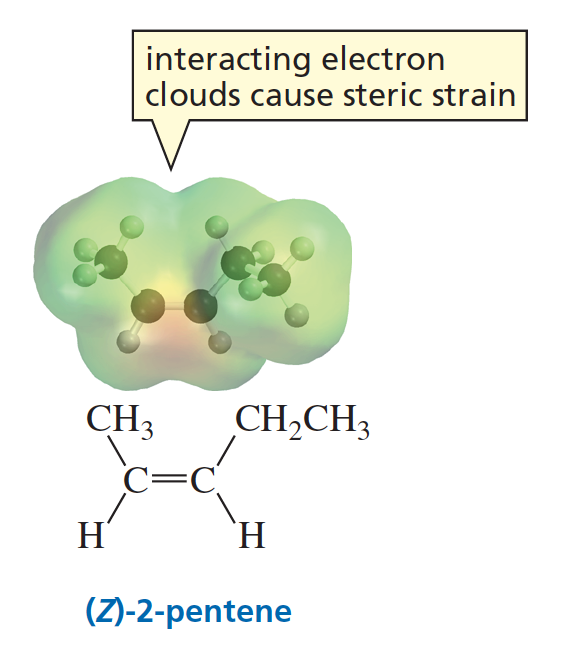 interacting electron
clouds cause steric strain
CH₃ CH₂CH₃
C=C
H H
(Z)-2-pentene